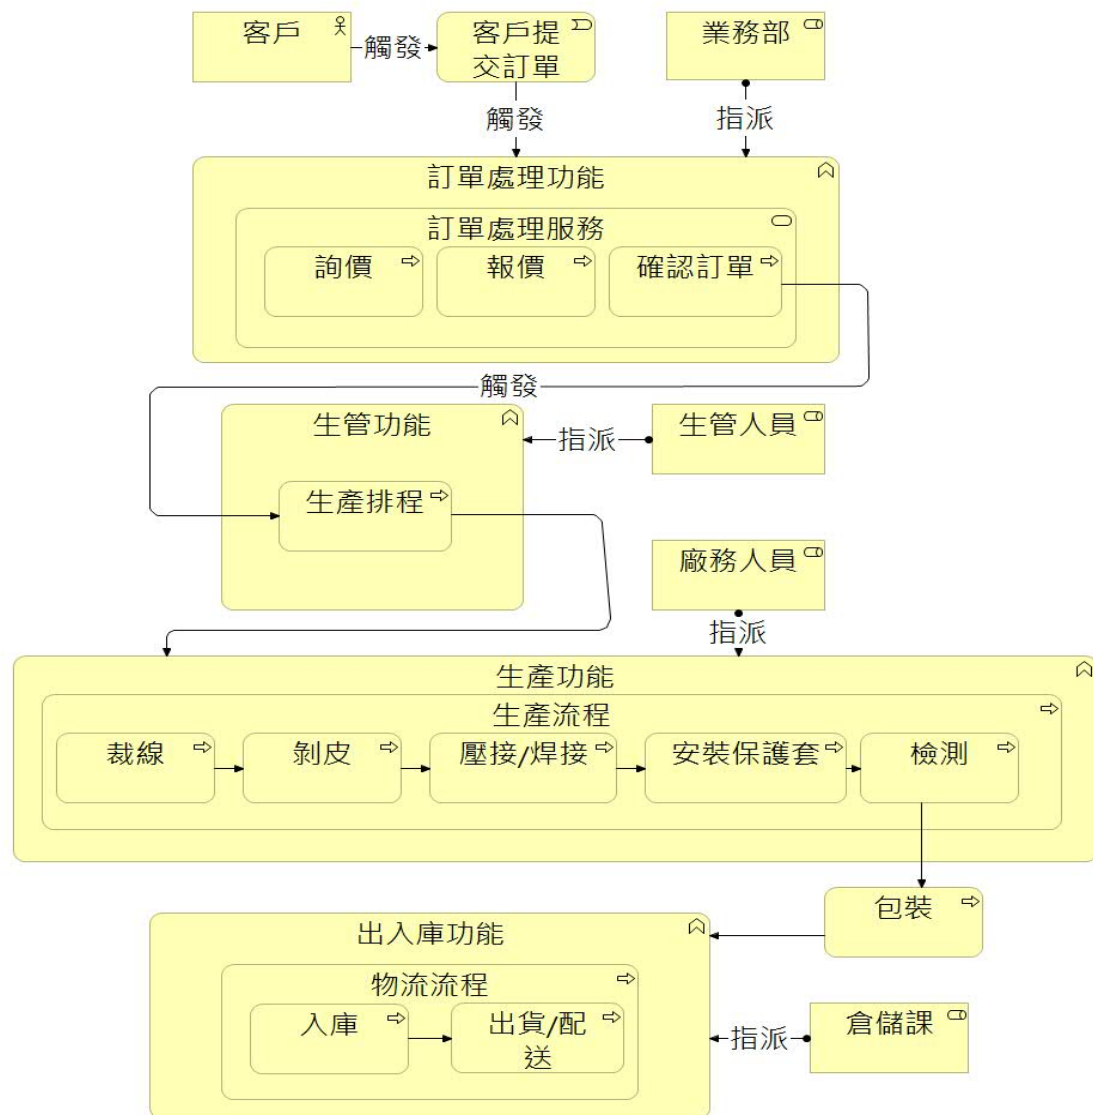 客戶
觸發
客戶提
交訂單
業務部
觸發
指派
訂單處理功能
訂單處理服務
詢價
報價
確認訂單
觸發
生管功能
指派
生管人員
生產排程
廠務人員
指派
生產功能
生產流程
裁線
剝皮
壓接/焊接
安裝保護套
檢測
包裝
出入庫功能
物流流程
入庫
出貨/配
送
指派
倉儲課